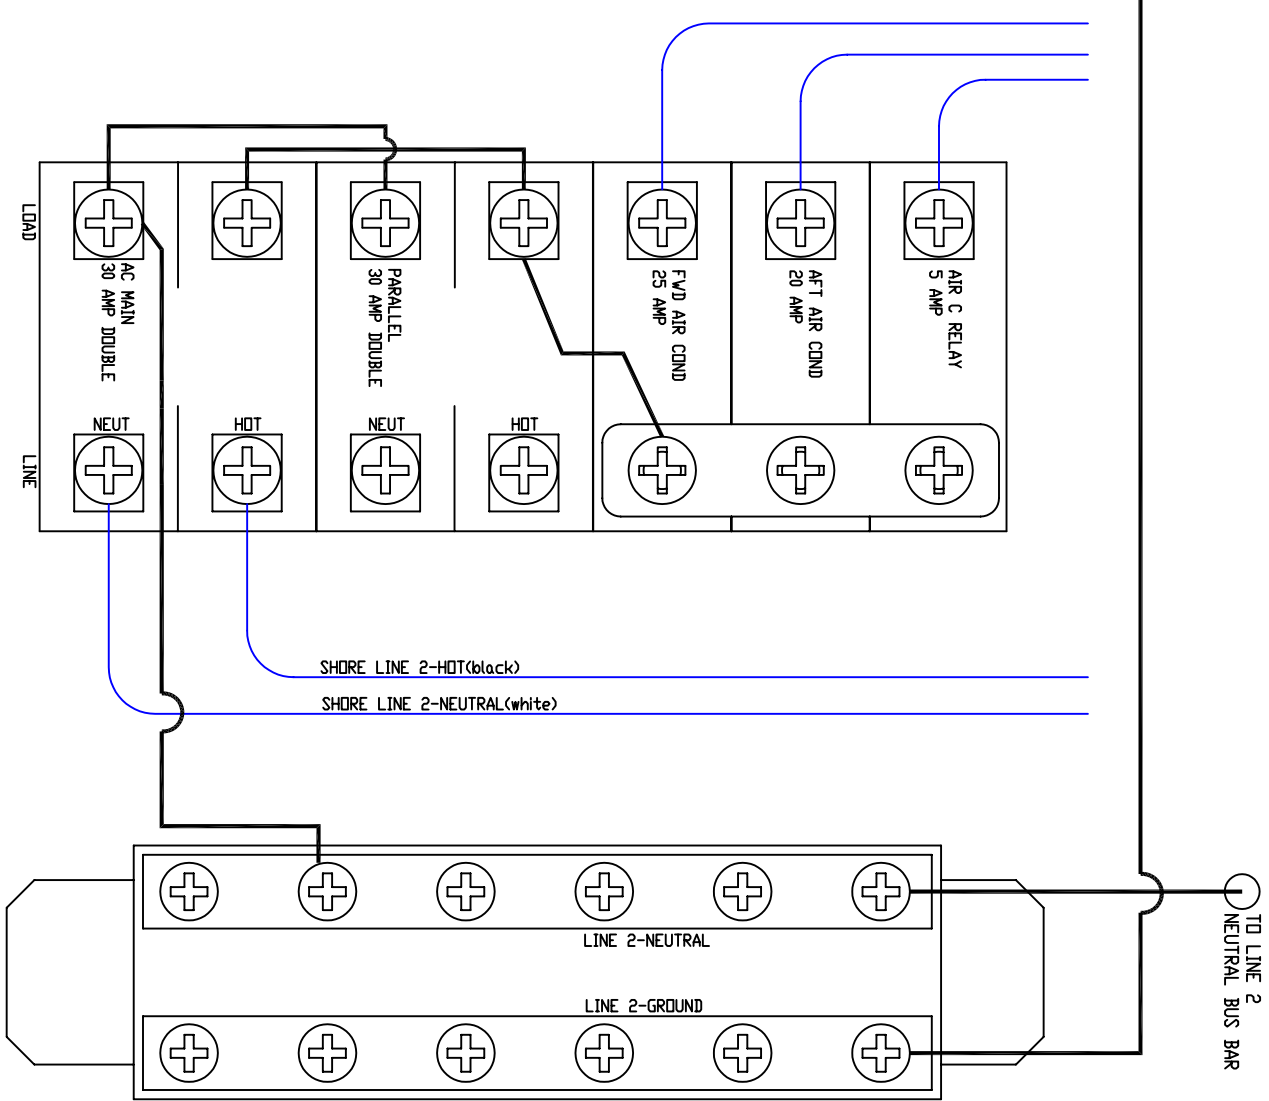 LOAD
AC MAIN
30 AMP DOUBLE
PARALLEL
30 AMP DOUBLE
FWD AIR COND
25 AMP
AFT AIR COND
20 AMP
AIR C RELAY
5 AMP
LINE
NEUT
HOT
NEUT
HOT
SHORE LINE 2-HOT(black)
SHORE LINE 2-NEUTRAL(white)
LINE 2-NEUTRAL
LINE 2-GROUND
TO LINE 2
NEUTRAL BUS BAR